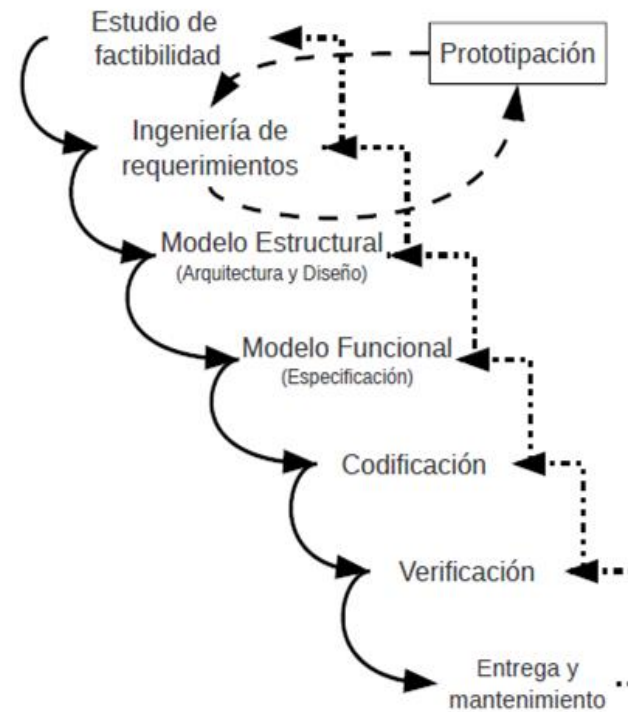 Estudio de
factibilidad
Prototipación
Ingeniería de
requerimientos
Modelo Estructural
(Arquitectura y Diseño)
Modelo Funcional
(Especificación)
Codificación
Verificación
Entrega y
mantenimiento